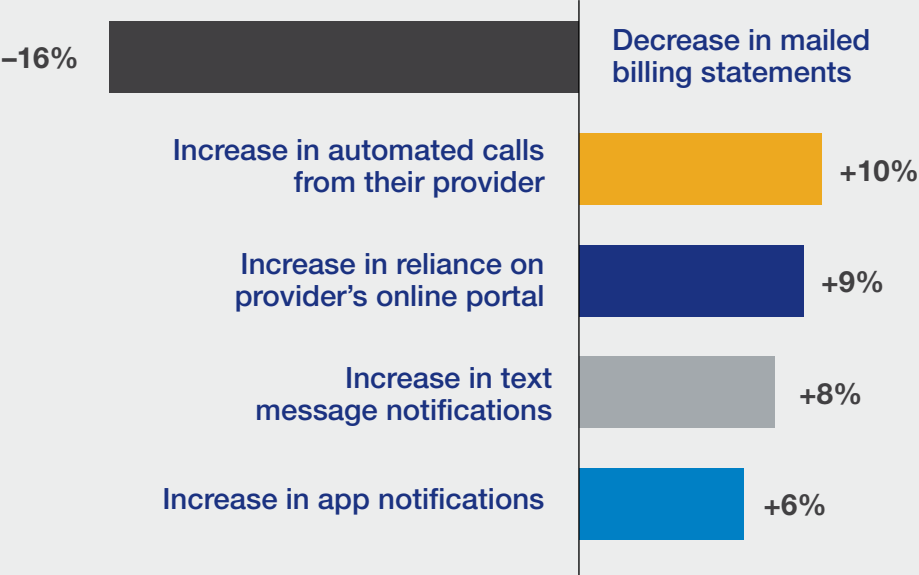 –16%
Decrease in mailed
billing statements
Increase in automated calls
from their provider
+10%
Increase in reliance on
provider’s online portal
+9%
Increase in text
message notifications
+8%
Increase in app notifications
+6%